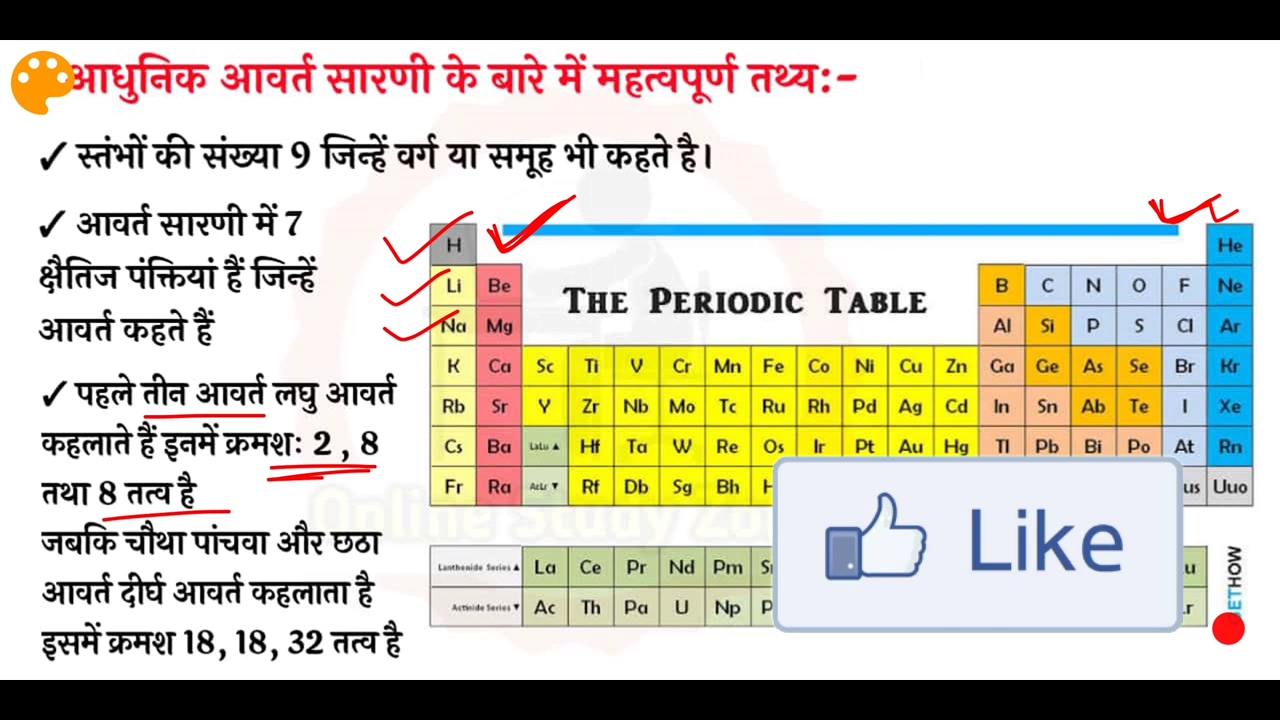 आधुनिक आवर्त सारणी के बारे में महत्वपूर्ण तथ्य:-
✓ स्तंभों की संख्या 9 जिन्हें वर्ग या समूह भी कहते है।
✓ आवर्त सारणी में 7
क्षैतिज पंक्तियां हैं जिन्हें
आवर्त कहते हैं
✓ पहले तीन आवर्त लघु आवर्त
कहलाते हैं इनमें क्रमशः 2 , 8
तथा 8 तत्व है
जबकि चौथा पांचवा और छठा
आवर्त दीर्घ आवर्त कहलाता है
इसमें क्रमश 18, 18, 32 तत्व है
H He
Li Be B C N O F Ne
THE PERIODIC TABLE
Na Mg Al Si P S Cl Ar
K Ca Sc Ti V Cr Mn Fe Co Ni Cu Zn Ga Ge As Se Br Kr
Rb Sr Y Zr Nb Mo Tc Ru Rh Pd Ag Cd In Sn Ab Te I Xe
Cs Ba LaLu ▲ Hf Ta W Re Os Ir Pt Au Hg Tl Pb Bi Po At Rn
Fr Ra AcLr ▼ Rf Db Sg Bh Uuo
Lanthenide Series ▲ La Ce Pr Nd Pm
Actinide Series ▼ Ac Th Pa U Np
Like
Online Study